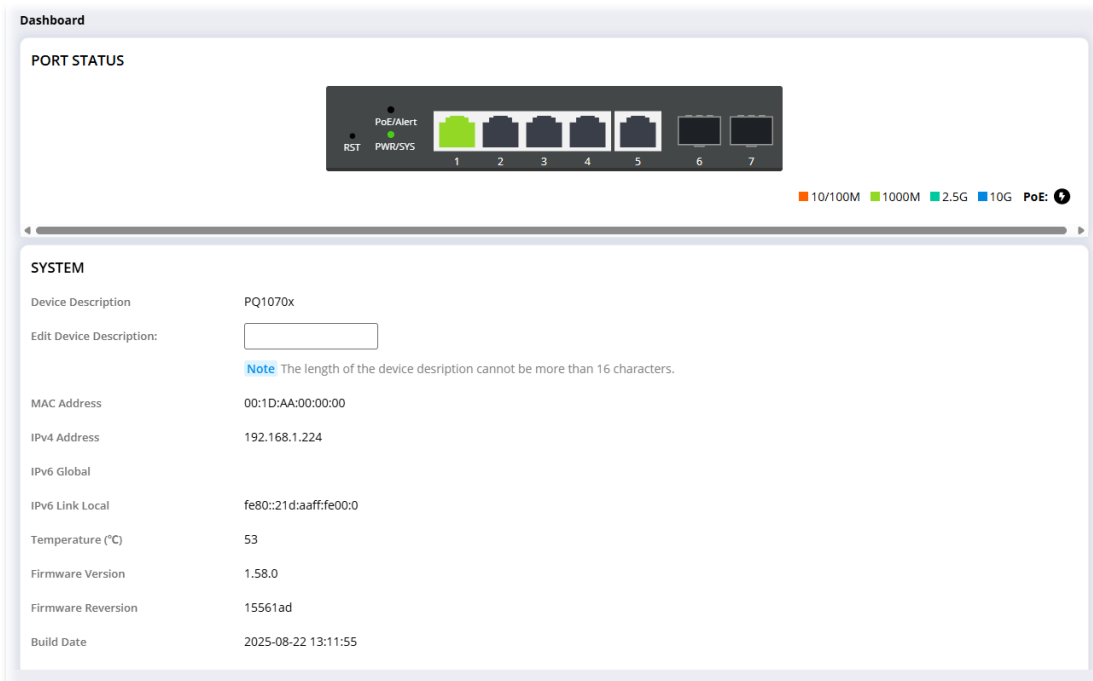 Dashboard
PORT STATUS
PoE/Alert
RST PWR/SYS
1 2 3 4 5 6 7
10/100M 1000M 2.5G 10G PoE:
SYSTEM
Device Description PQ1070x
Edit Device Description:
Note The length of the device desription cannot be more than 16 characters.
MAC Address 00:1D:AA:00:00:00
IPv4 Address 192.168.1.224
IPv6 Global
IPv6 Link Local fe80::21d:aaff:fe00:0
Temperature (℃) 53
Firmware Version 1.58.0
Firmware Reversion 15561ad
Build Date 2025-08-22 13:11:55